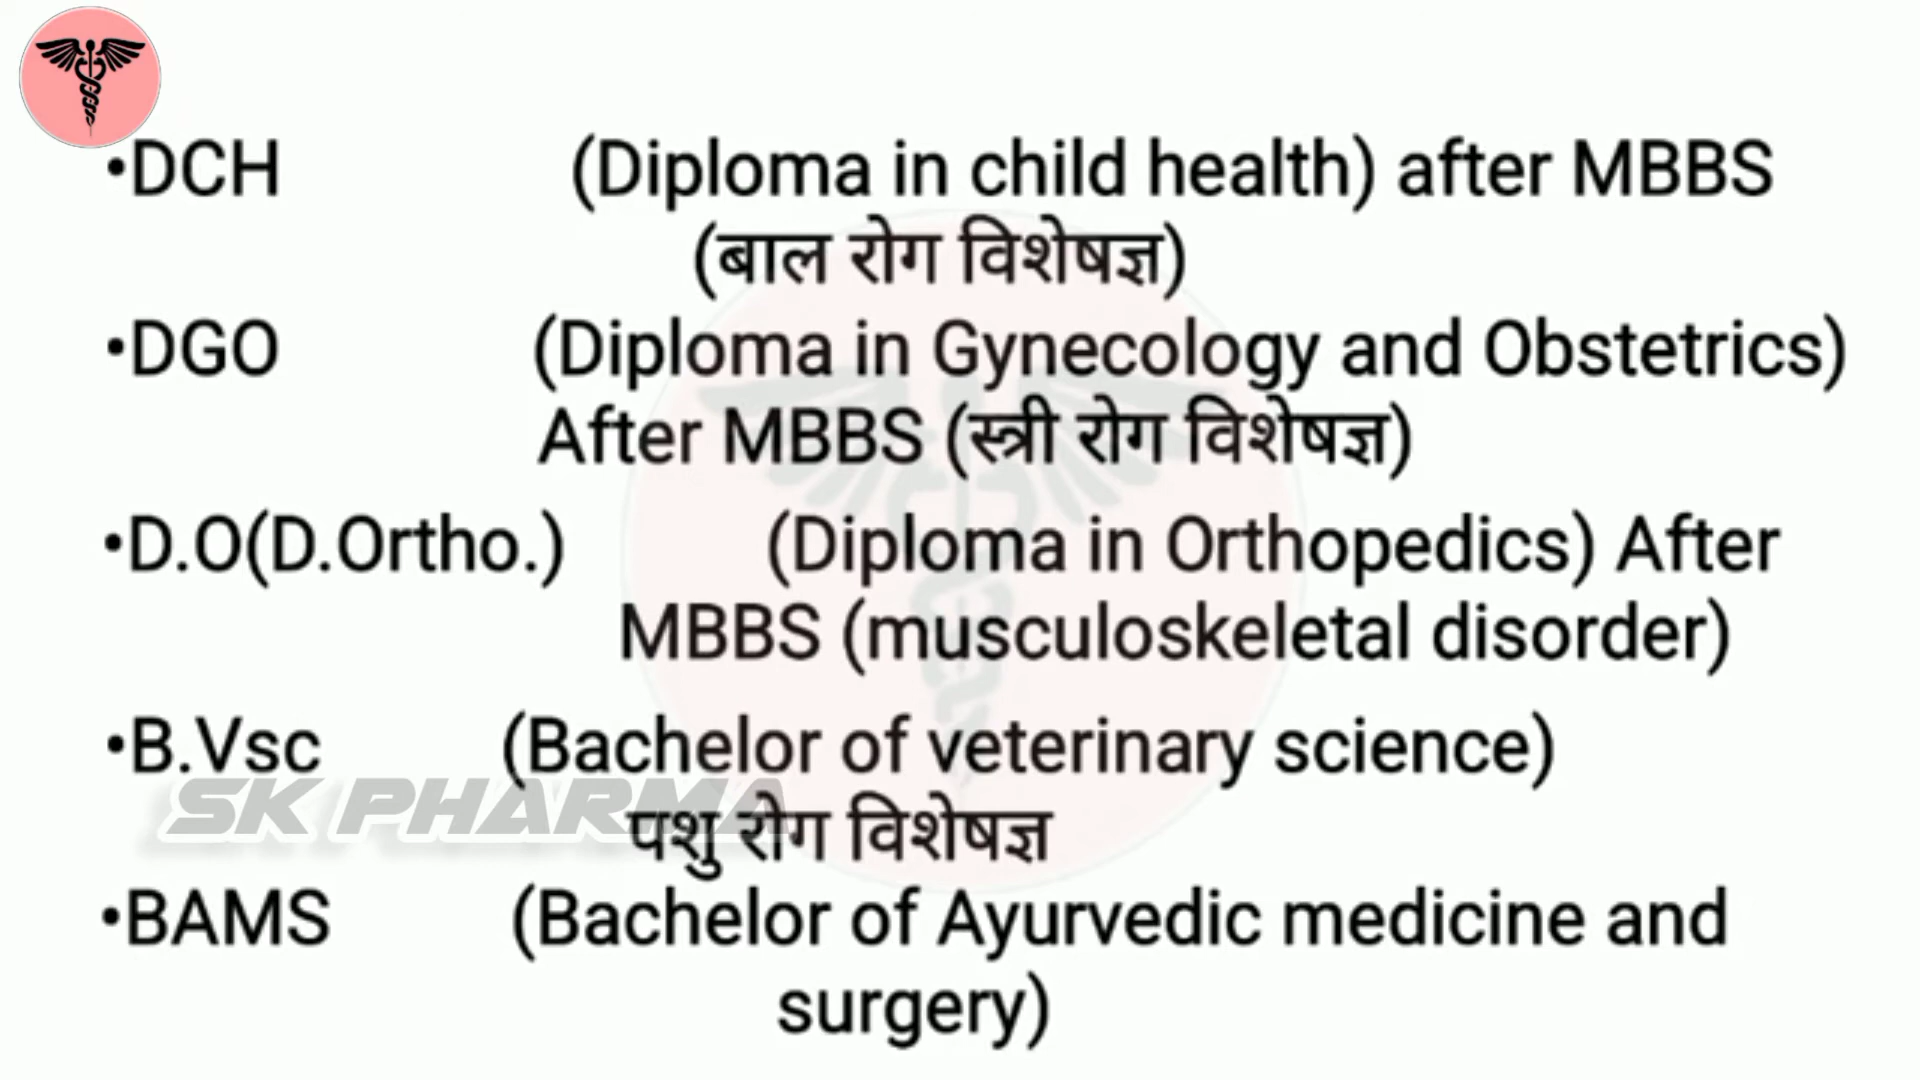 •DCH (Diploma in child health) after MBBS
(बाल रोग विशेषज्ञ)
•DGO (Diploma in Gynecology and Obstetrics)
After MBBS (स्त्री रोग विशेषज्ञ)
•D.O(D.Ortho.) (Diploma in Orthopedics) After
MBBS (musculoskeletal disorder)
•B.Vsc (Bachelor of veterinary science)
SK PHARMA
पशु रोग विशेषज्ञ
•BAMS (Bachelor of Ayurvedic medicine and
surgery)